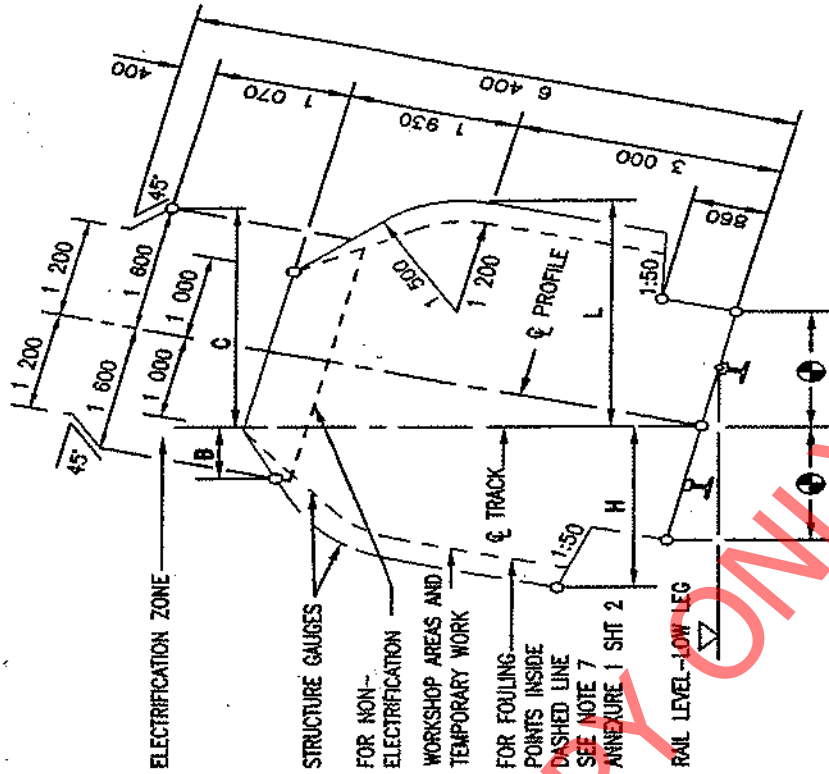 400
45°
1 200
1 200
1 600
1 600
1 000
1 000
45°
1 070
1 930
3 000
6 400
860
C
B
1 500
1 200
L
H
1:50
1:50
℄ PROFILE
℄ TRACK
ELECTRIFICATION ZONE
STRUCTURE GAUGES
FOR NON-
ELECTRIFICATION
WORKSHOP AREAS AND
TEMPORARY WORK
FOR FOULING
POINTS INSIDE
DASHED LINE
SEE NOTE 7
ANNEXURE 1 SHT 2
RAIL LEVEL-LOW LEG
ONL